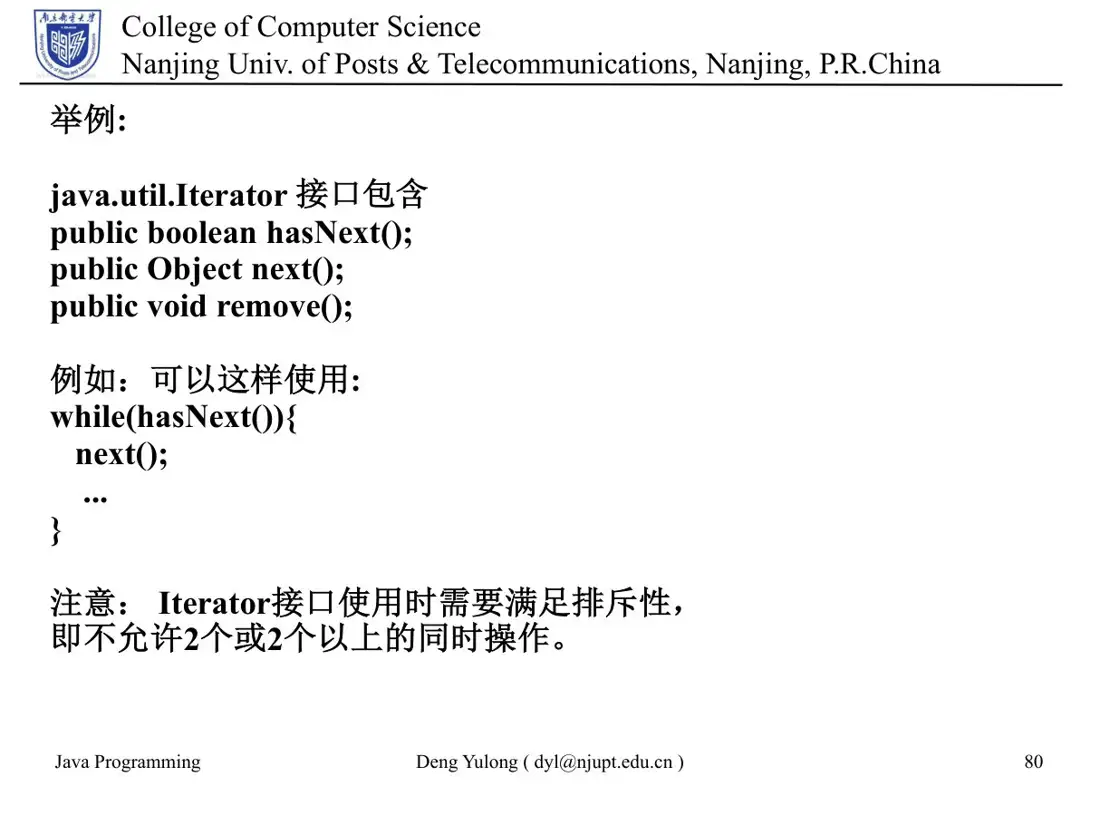 College of Computer Science
Nanjing Univ. of Posts & Telecommunications, Nanjing, P.R.China
举例:
java.util.Iterator 接口包含
public boolean hasNext();
public Object next();
public void remove();
例如：可以这样使用:
while(hasNext()){
next();
...
}
注意： Iterator接口使用时需要满足排斥性，
即不允许2个或2个以上的同时操作。
Java Programming
Deng Yulong ( dyl@njupt.edu.cn )
80